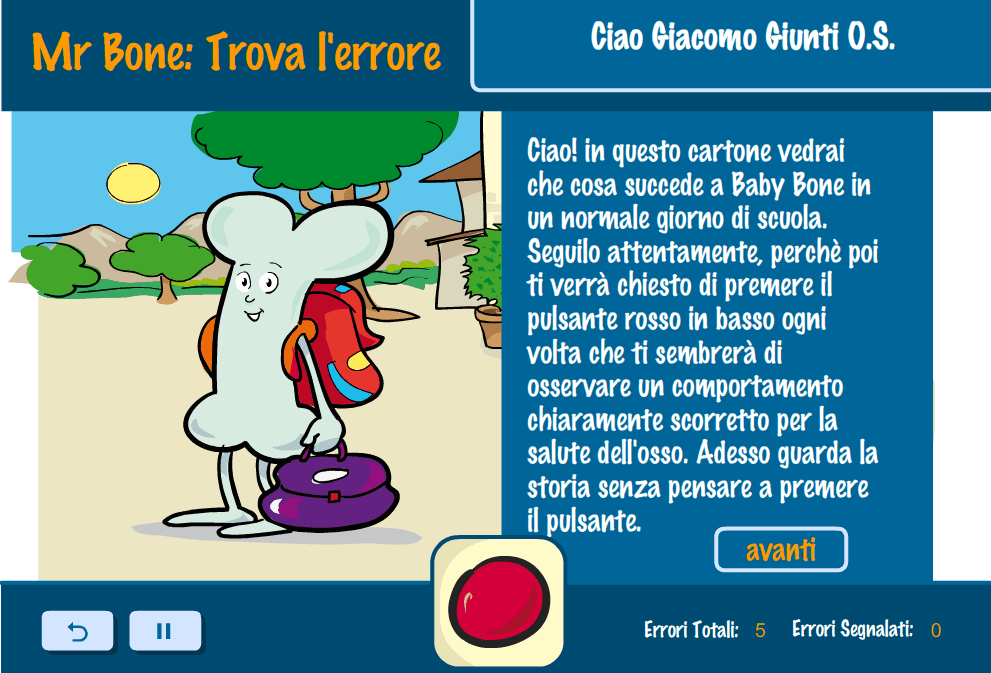 Mr Bone: Trova l'errore
Ciao Giacomo Giunti O.S.
Ciao! in questo cartone vedrai
che cosa succede a Baby Bone in
un normale giorno di scuola.
Seguilo attentamente, perchè poi
ti verrà chiesto di premere il
pulsante rosso in basso ogni
volta che ti sembrerà di
osservare un comportamento
chiaramente scorretto per la
salute dell'osso. Adesso guarda la
storia senza pensare a premere
il pulsante.
avanti
Errori Totali: 5 Errori Segnalati: 0